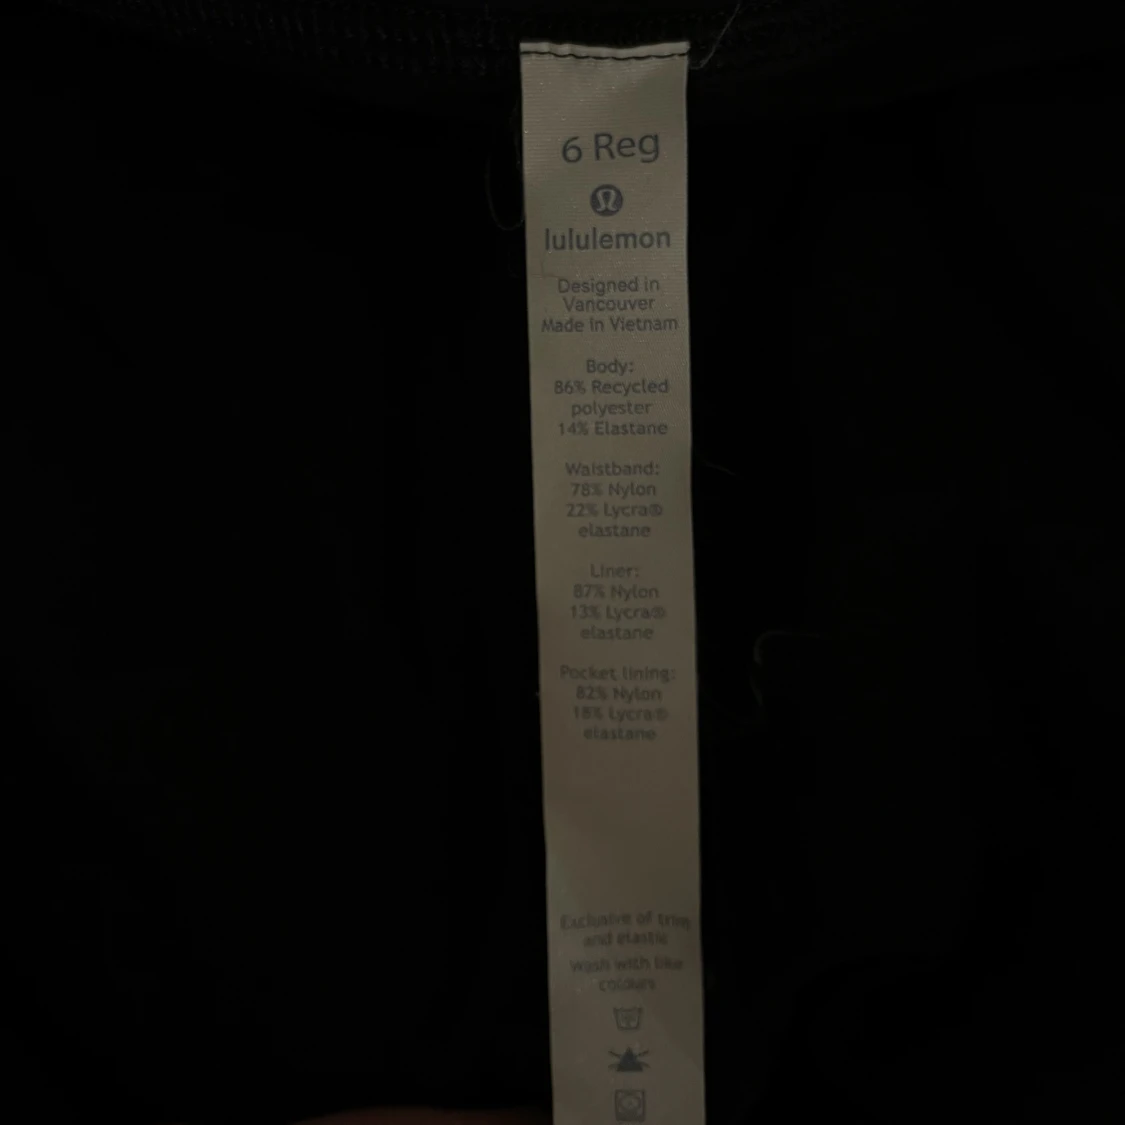 6 Reg
lululemon
Designed in
Vancouver
Made in Vietnam
Body:
86% Recycled
polyester
14% Elastane
Waistband:
78% Nylon
22% Lycra®
elastane
Liner:
87% Nylon
13% Lycra®
elastane
Pocket lining:
82% Nylon
18% Lycra®
elastane
Exclusive of trim
and elastic
Wash with like
colours